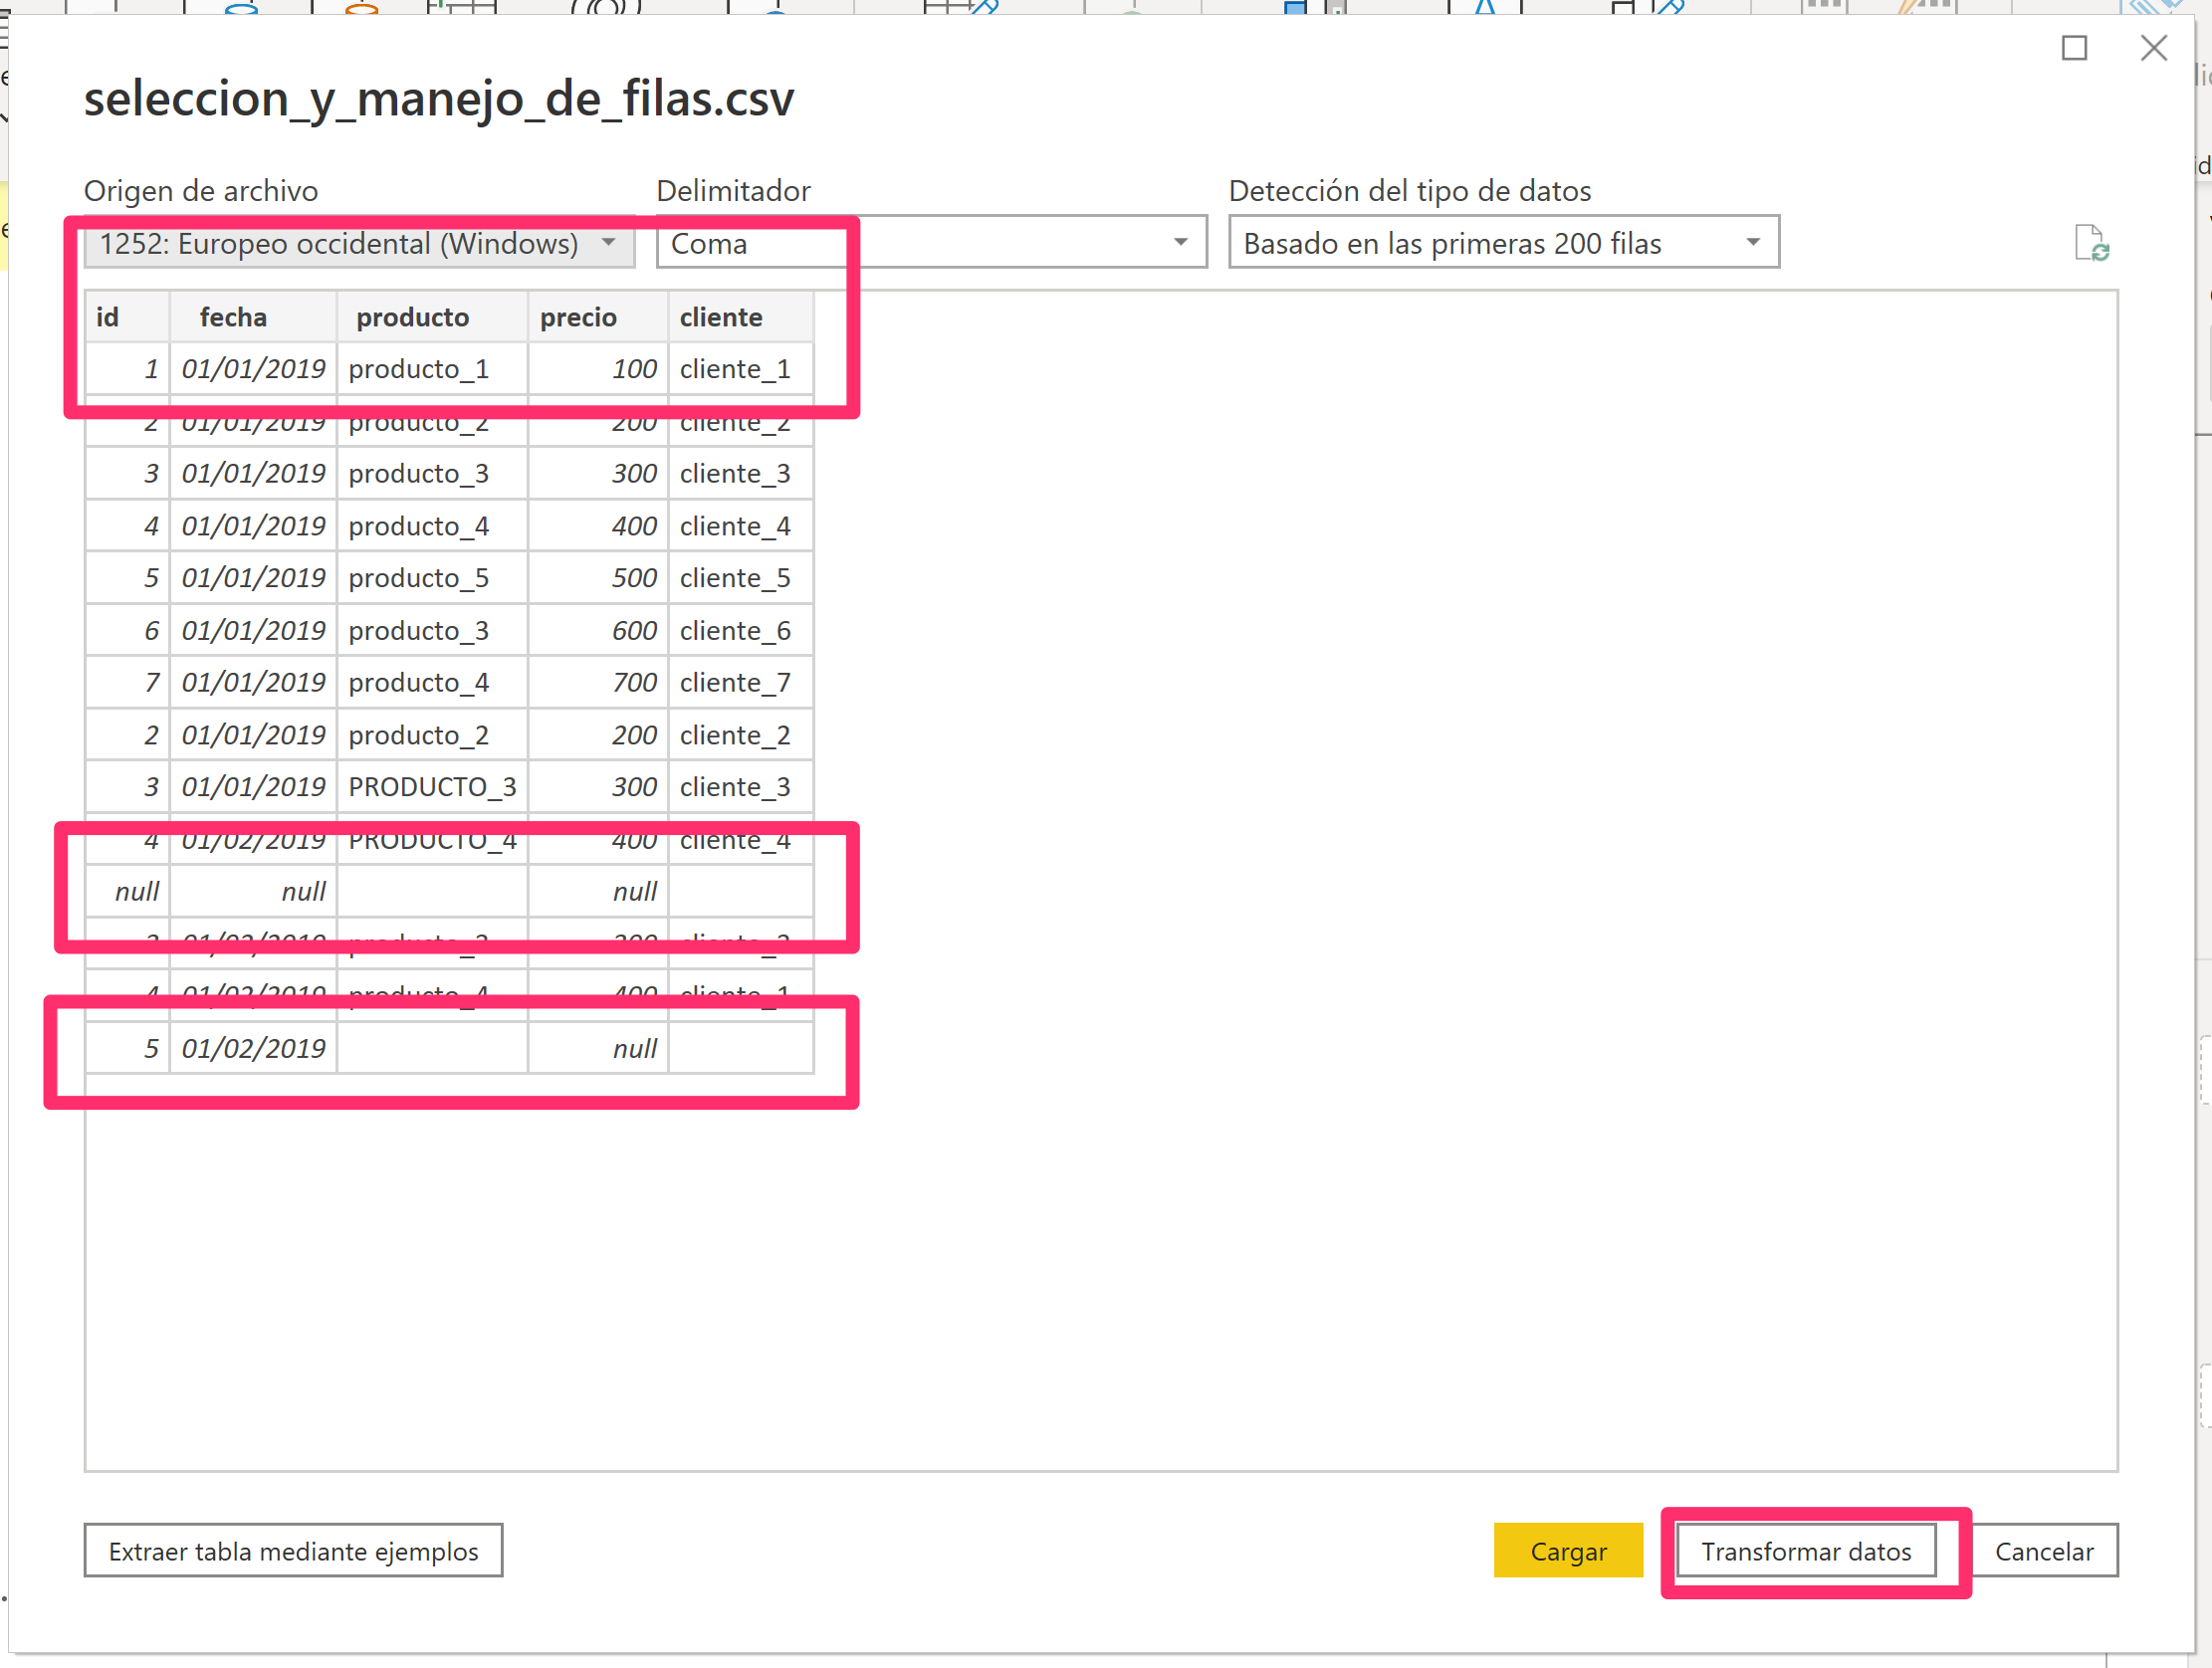 seleccion_y_manejo_de_filas.csv
Origen de archivo Delimitador Detección del tipo de datos
1252: Europeo occidental (Windows) Coma Basado en las primeras 200 filas
id fecha producto precio cliente
1 01/01/2019 producto_1 100 cliente_1
2 01/01/2019 producto_2 200 cliente_2
3 01/01/2019 producto_3 300 cliente_3
4 01/01/2019 producto_4 400 cliente_4
5 01/01/2019 producto_5 500 cliente_5
6 01/01/2019 producto_3 600 cliente_6
7 01/01/2019 producto_4 700 cliente_7
2 01/01/2019 producto_2 200 cliente_2
3 01/01/2019 PRODUCTO_3 300 cliente_3
4 01/02/2019 PRODUCTO_4 400 cliente_4
null null null
01/02/2019
4 01/02/2019 producto_4 400 cliente_1
5 01/02/2019 null
Extraer tabla mediante ejemplos Cargar Transformar datos Cancelar